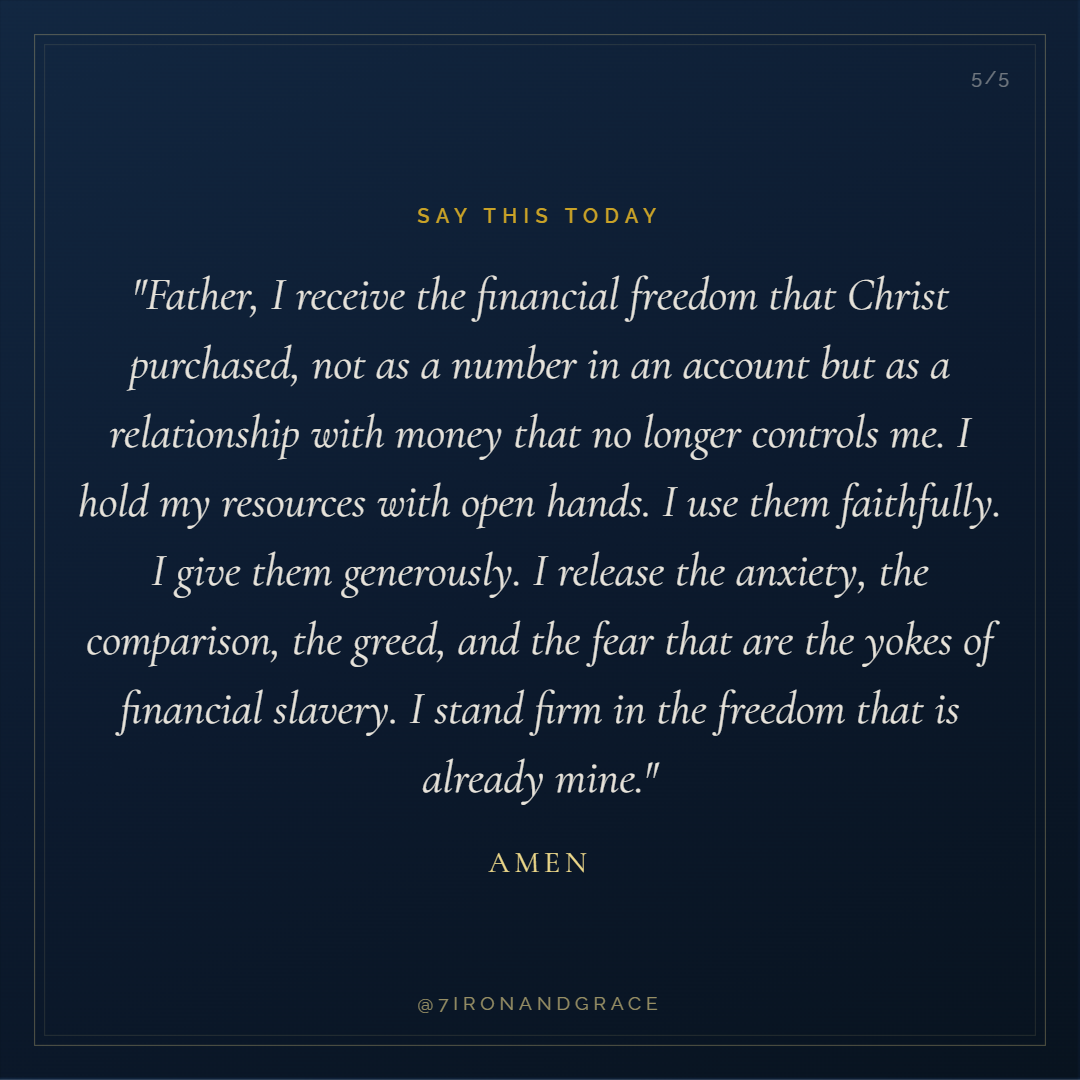 5/5
SAY THIS TODAY
"Father, I receive the financial freedom that Christ
purchased, not as a number in an account but as a
relationship with money that no longer controls me. I
hold my resources with open hands. I use them faithfully.
I give them generously. I release the anxiety, the
comparison, the greed, and the fear that are the yokes of
financial slavery. I stand firm in the freedom that is
already mine."
AMEN
@7IRONANDGRACE